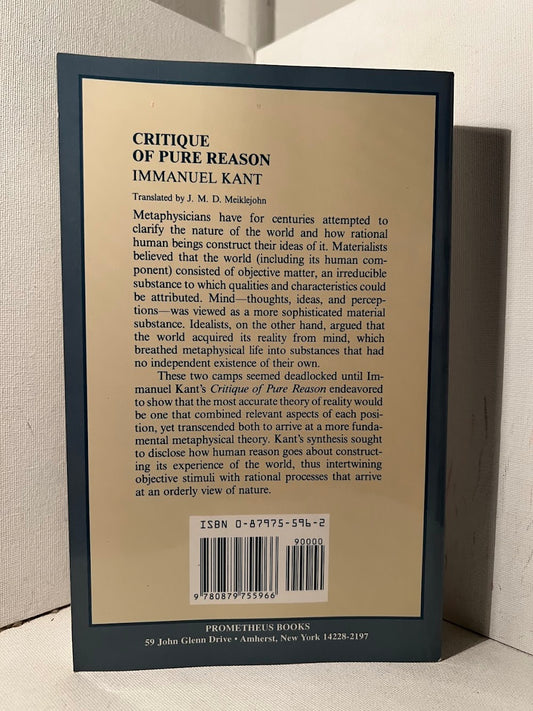 CRITIQUE
OF PURE REASON
IMMANUEL KANT
Translated by J. M. D. Meiklejohn
Metaphysicians have for centuries attempted to
clarify the nature of the world and how rational
human beings construct their ideas of it. Materialists
believed that the world (including its human com-
ponent) consisted of objective matter, an irreducible
substance to which qualities and characteristics could
be attributed. Mind—thoughts, ideas, and percep-
tions—was viewed as a more sophisticated material
substance. Idealists, on the other hand, argued that
the world acquired its reality from mind, which
breathed metaphysical life into substances that had
no independent existence of their own.
These two camps seemed deadlocked until Im-
manuel Kant's Critique of Pure Reason endeavored
to show that the most accurate theory of reality would
be one that combined relevant aspects of each posi-
tion, yet transcended both to arrive at a more funda-
mental metaphysical theory. Kant's synthesis sought
to disclose how human reason goes about construct-
ing its experience of the world, thus intertwining
objective stimuli with rational processes that arrive
at an orderly view of nature.
ISBN 0-87975-596-2
90000
9 780879 755966
PROMETHEUS BOOKS
59 John Glenn Drive • Amherst, New York 14228-2197